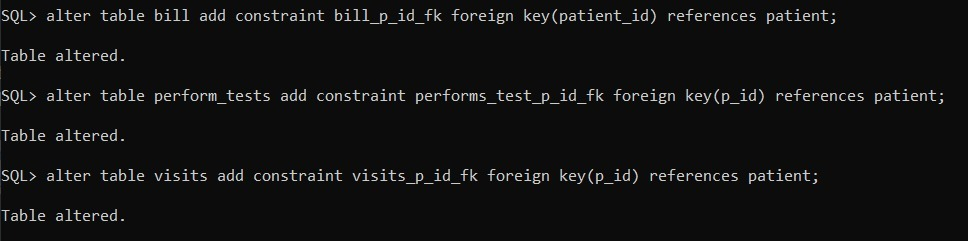 SQL> alter table bill add constraint bill_p_id_fk foreign key(patient_id) references patient;
Table altered.
SQL> alter table perform_tests add constraint performs_test_p_id_fk foreign key(p_id) references patient;
Table altered.
SQL> alter table visits add constraint visits_p_id_fk foreign key(p_id) references patient;
Table altered.